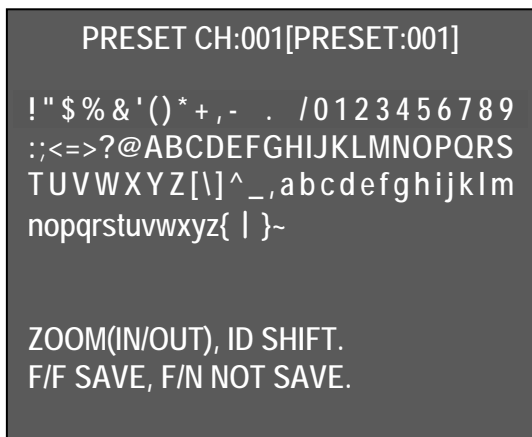 PRESET CH:001[PRESET:001]
!"$%&'()*+,- . /0123456789
:;<=>?@ABCDEFGHIJKLMNOPQRS
TUVWXYZ[\]^_,abcdefghijklm
nopqrstuvwxyz{ | }~
ZOOM(IN/OUT), ID SHIFT.
F/F SAVE, F/N NOT SAVE.